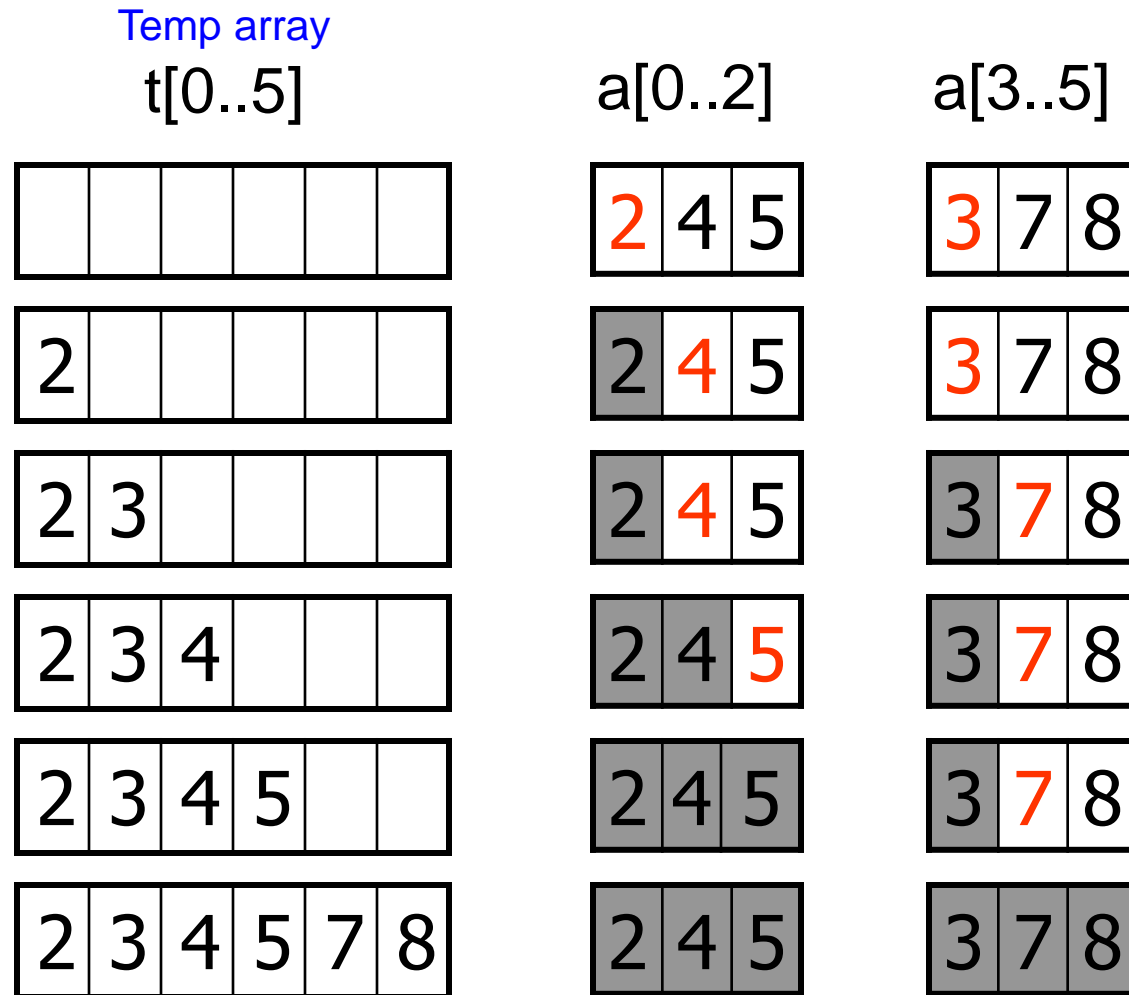 Temp array
t[0..5] a[0..2] a[3..5]
2 4 5 3 7 8
2 2 4 5 3 7 8
2 3 2 4 5 3 7 8
2 3 4 2 4 5 3 7 8
2 3 4 5 2 4 5 3 7 8
2 3 4 5 7 8 2 4 5 3 7 8